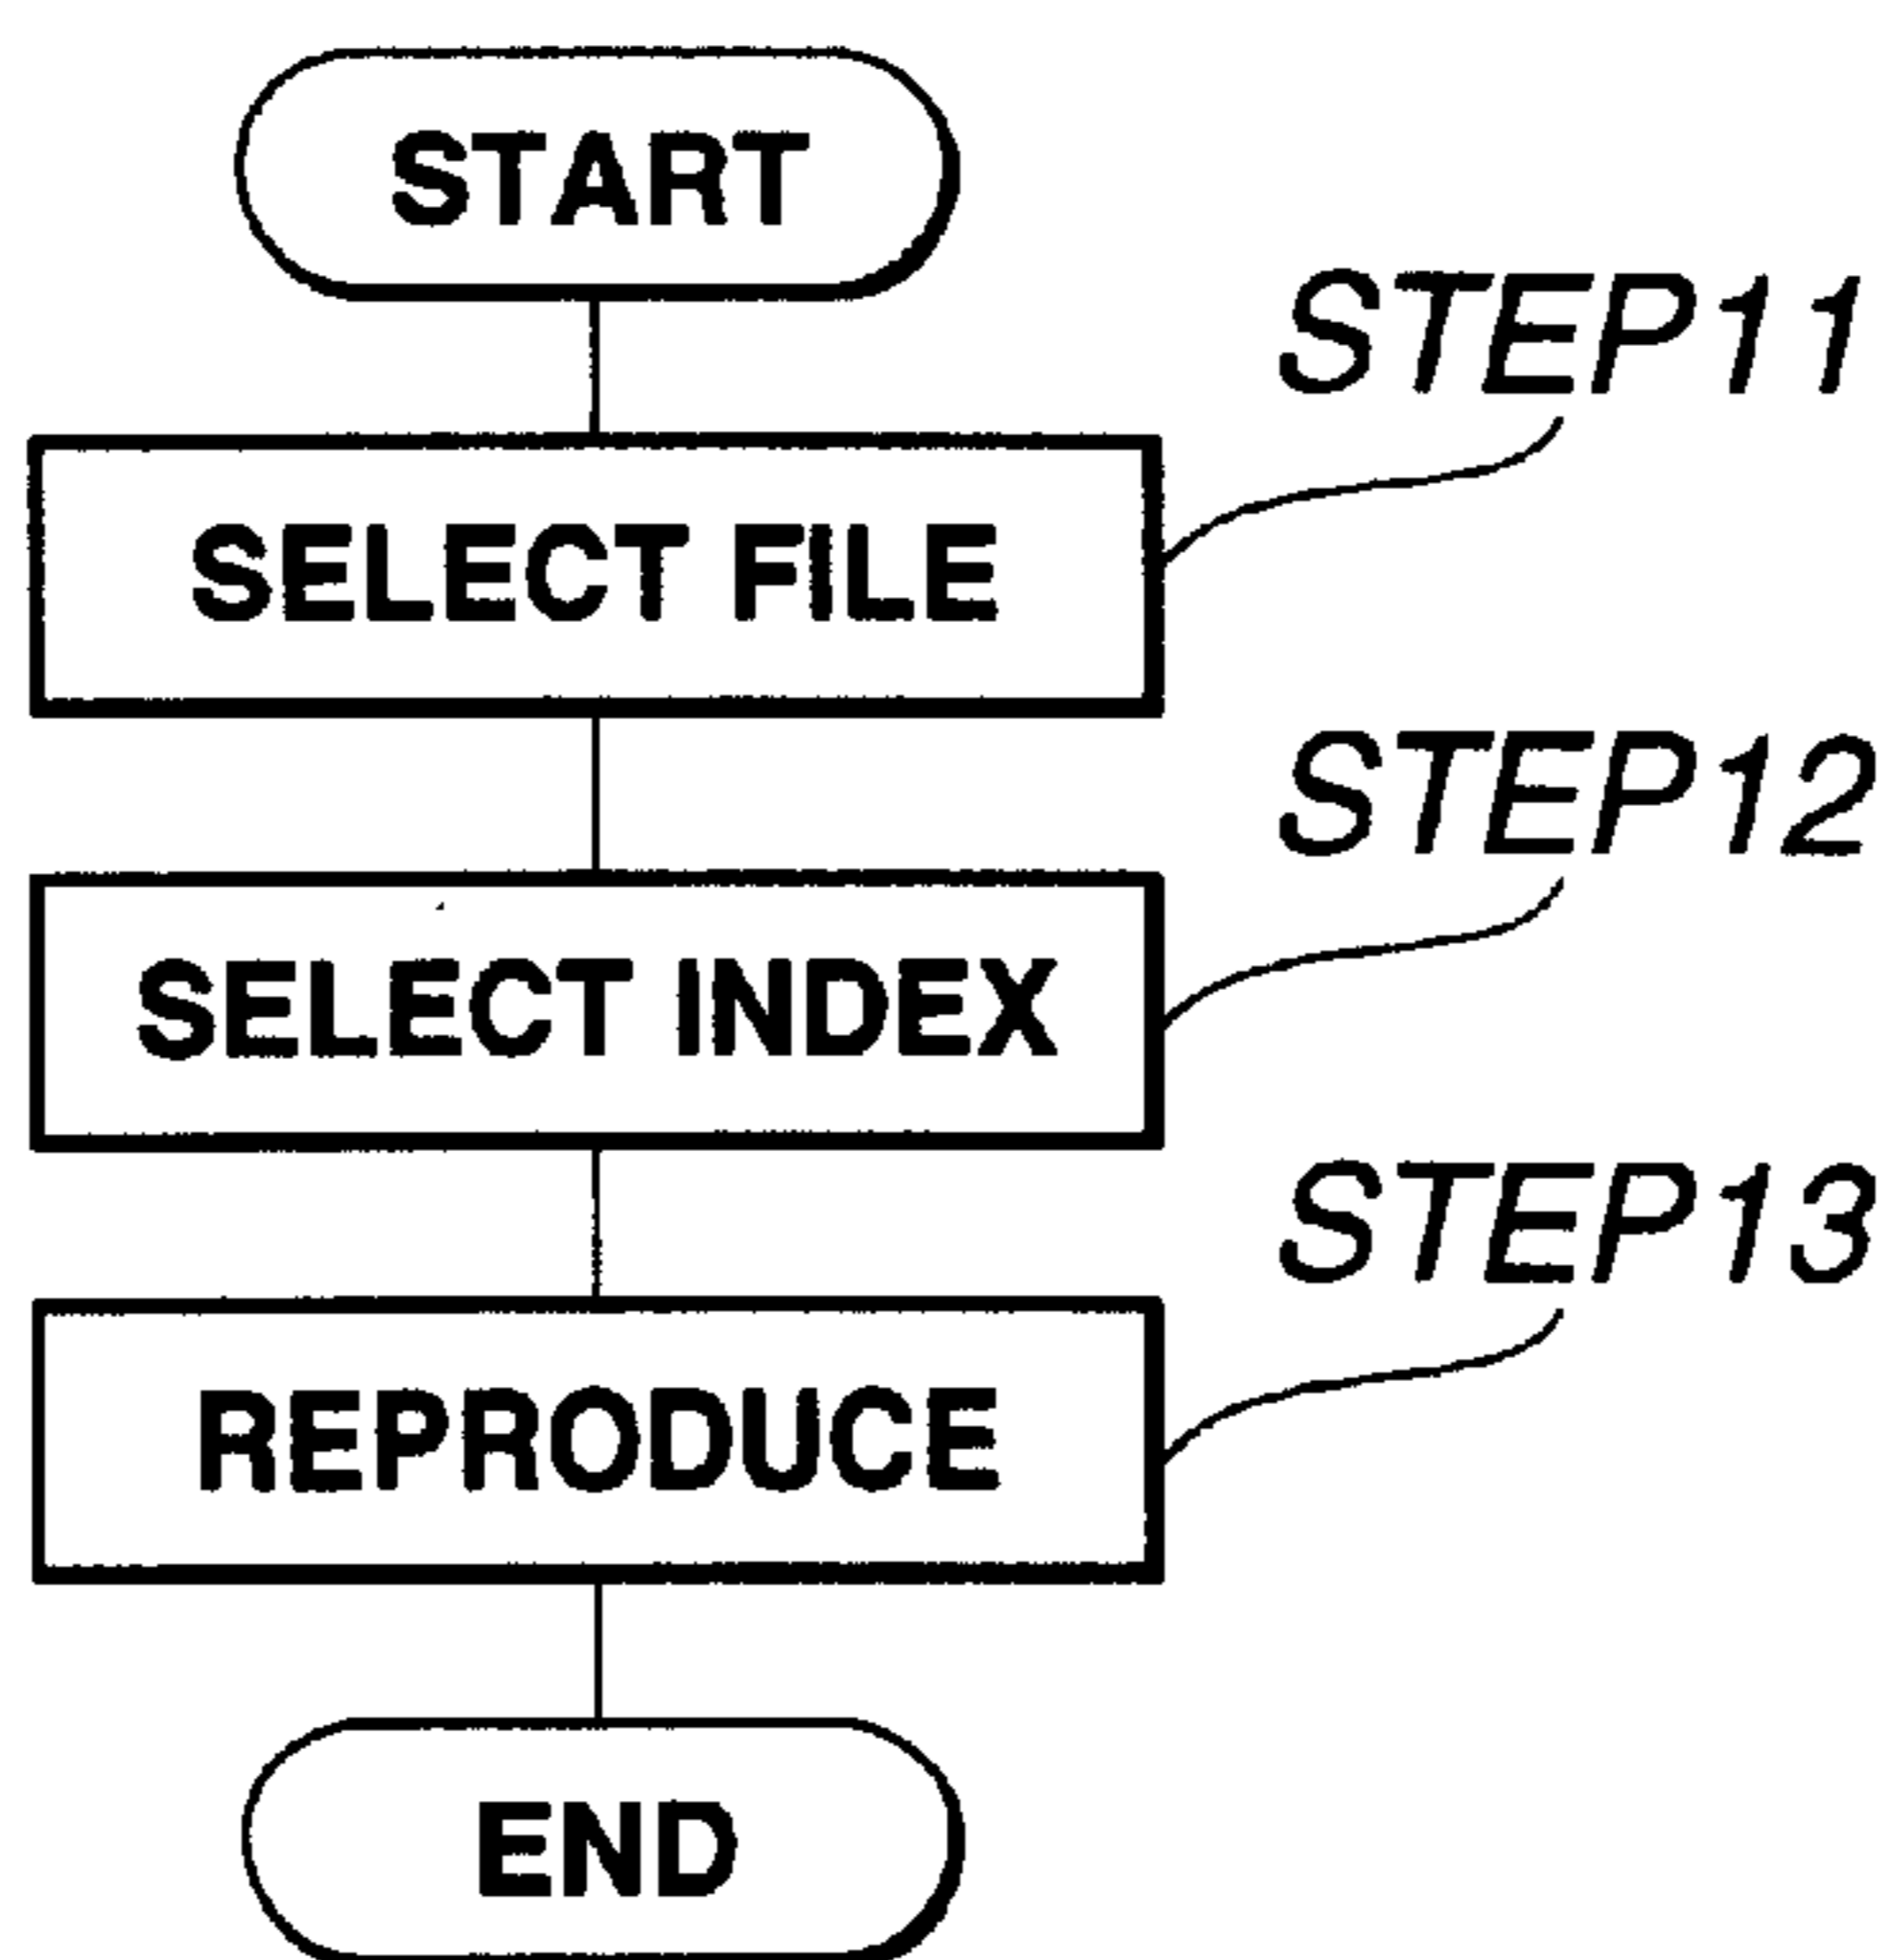 START
STEP11
SELECT FILE
STEP12
SELECT INDEX
STEP13
REPRODUCE
END